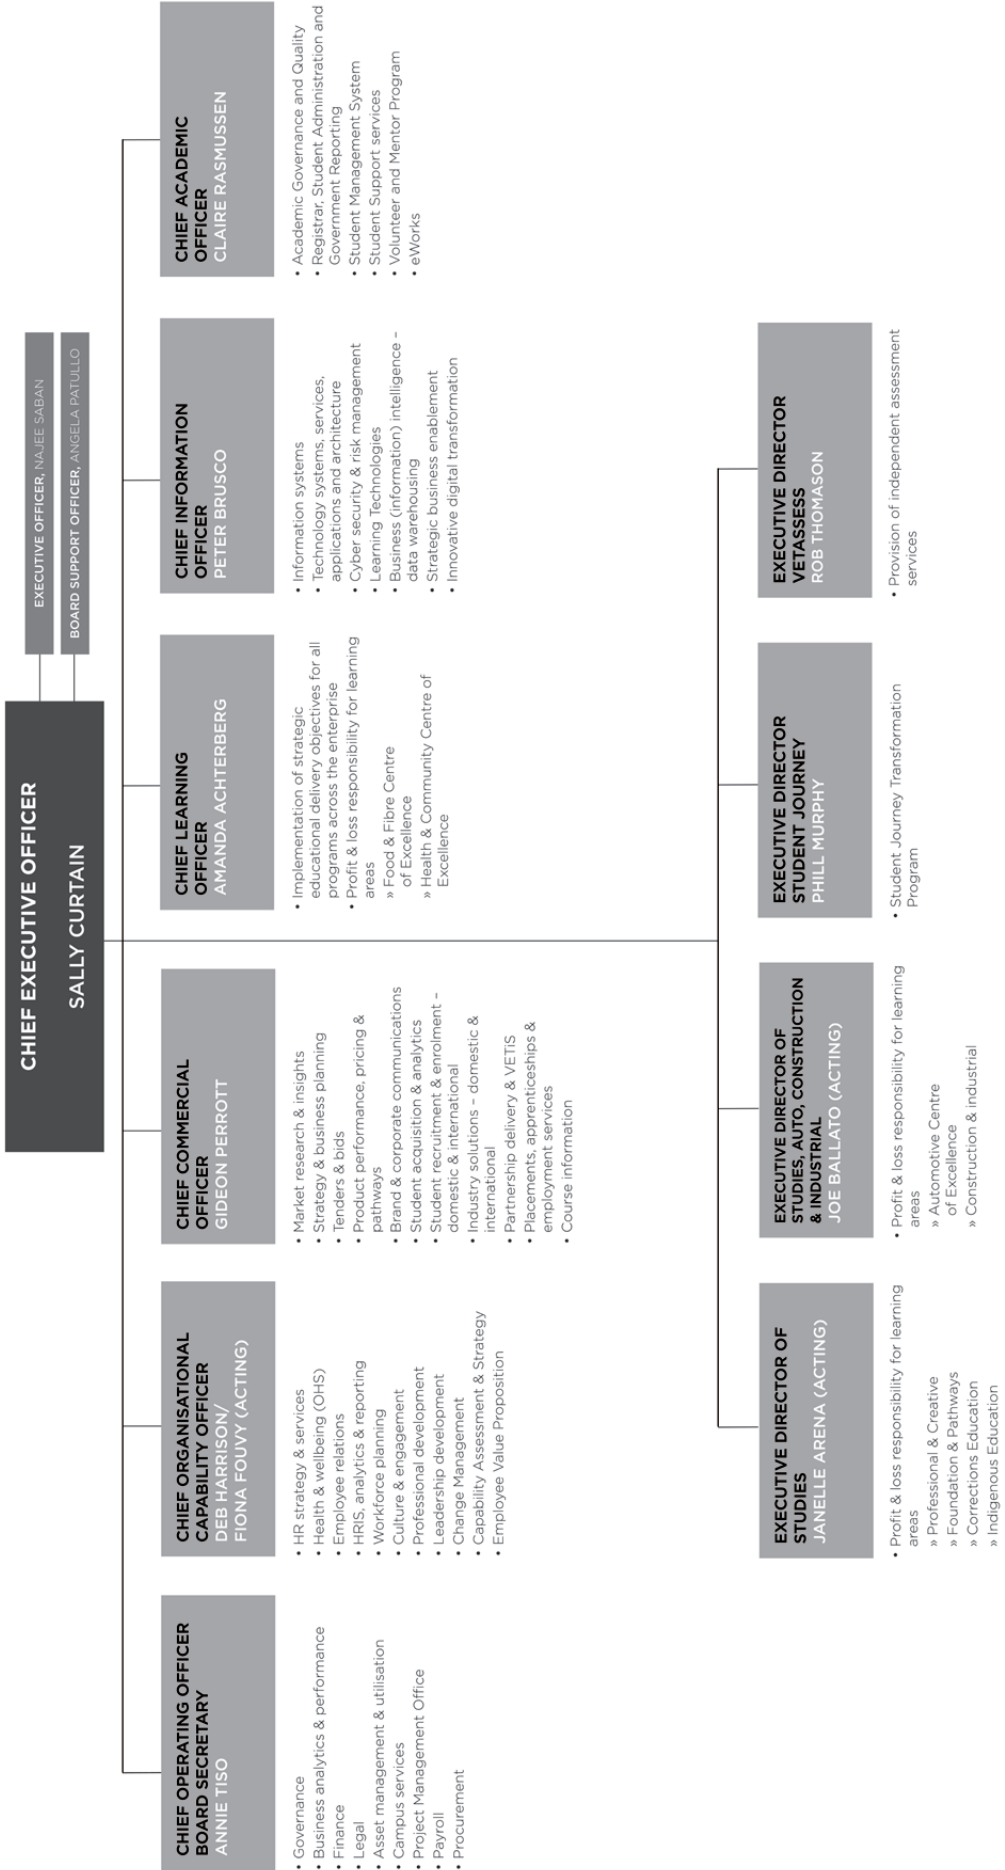 CHIEF EXECUTIVE OFFICER
SALLY CURTAIN
EXECUTIVE OFFICER, NAJEE SABAN
BOARD SUPPORT OFFICER, ANGELA PATULLO
CHIEF OPERATING OFFICER
BOARD SECRETARY
ANNIE TISO
• Governance
• Business analytics & performance
• Finance
• Legal
• Asset management & utilisation
• Campus services
• Project Management Office
• Payroll
• Procurement
CHIEF ORGANISATIONAL
CAPABILITY OFFICER
DEB HARRISON/
FIONA FOUVY (ACTING)
• HR strategy & services
• Health & wellbeing (OHS)
• Employee relations
• HRIS, analytics & reporting
• Workforce planning
• Culture & engagement
• Professional development
• Leadership development
• Change Management
• Capability Assessment & Strategy
• Employee Value Proposition
CHIEF COMMERCIAL
OFFICER
GIDEON PERROTT
• Market research & insights
• Strategy & business planning
• Tenders & bids
• Product performance, pricing &
pathways
• Brand & corporate communications
• Student acquisition & analytics
• Student recruitment & enrolment –
domestic & international
• Industry solutions – domestic &
international
• Partnership delivery & VETiS
• Placements, apprenticeships &
employment services
• Course information
CHIEF LEARNING
OFFICER
AMANDA ACHTERBERG
• Implementation of strategic
educational delivery objectives for all
programs across the enterprise
• Profit & loss responsibility for learning
areas
» Food & Fibre Centre
of Excellence
» Health & Community Centre of
Excellence
CHIEF INFORMATION
OFFICER
PETER BRUSCO
• Information systems
• Technology systems, services,
applications and architecture
• Cyber security & risk management
• Learning Technologies
• Business (information) intelligence –
data warehousing
• Strategic business enablement
• Innovative digital transformation
CHIEF ACADEMIC
OFFICER
CLAIRE RASMUSSEN
• Academic Governance and Quality
• Registrar, Student Administration and
Government Reporting
• Student Management System
• Student Support services
• Volunteer and Mentor Program
• eWorks
EXECUTIVE DIRECTOR OF
STUDIES
JANELLE ARENA (ACTING)
• Profit & loss responsibility for learning
areas
» Professional & Creative
» Foundation & Pathways
» Corrections Education
» Indigenous Education
EXECUTIVE DIRECTOR OF
STUDIES, AUTO, CONSTRUCTION
& INDUSTRIAL
JOE BALLATO (ACTING)
• Profit & loss responsibility for learning
areas
» Automotive Centre
of Excellence
» Construction & industrial
EXECUTIVE DIRECTOR
STUDENT JOURNEY
PHILL MURPHY
• Student Journey Transformation
Program
EXECUTIVE DIRECTOR
VETASSESS
ROB THOMASON
• Provision of independent assessment
services